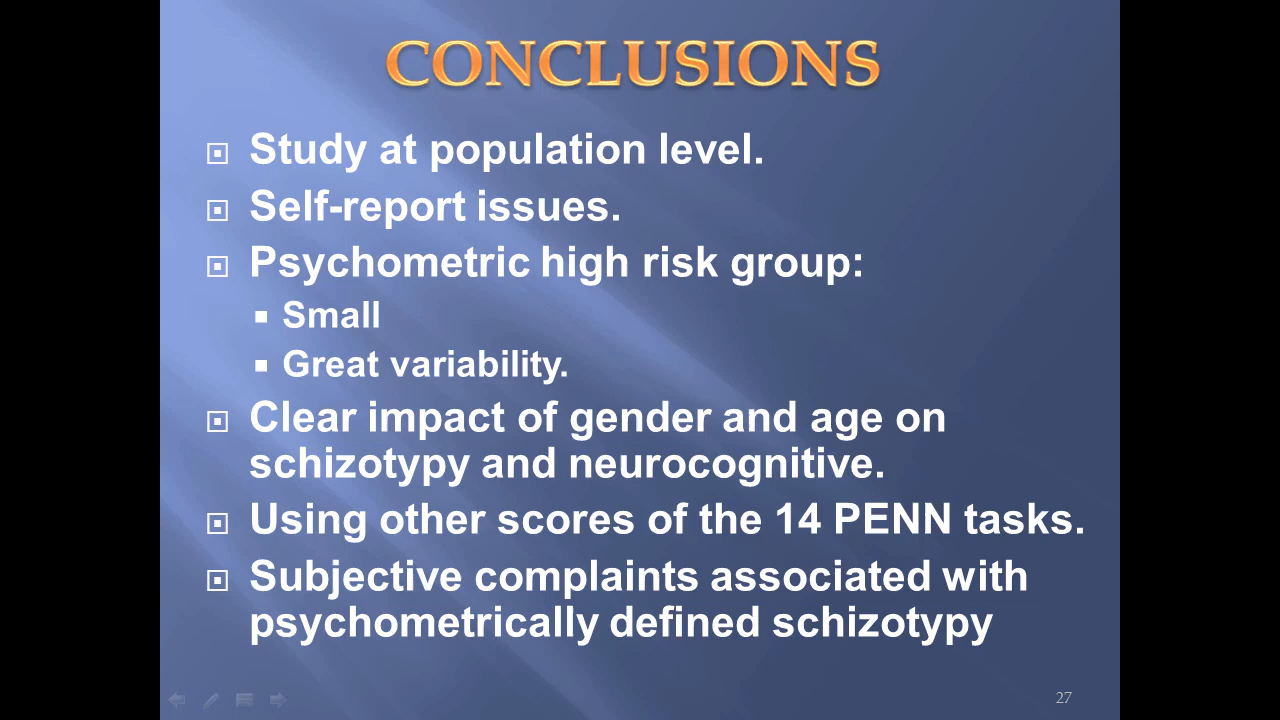 CONCLUSIONS
Study at population level.
Self-report issues.
Psychometric high risk group:
Small
Great variability.
Clear impact of gender and age on
schizotypy and neurocognitive.
Using other scores of the 14 PENN tasks.
Subjective complaints associated with
psychometrically defined schizotypy
27